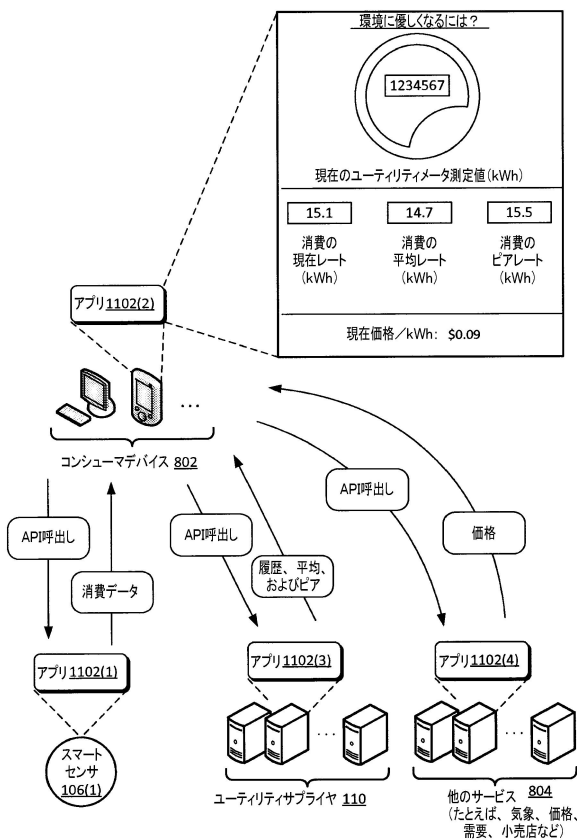 環境に優しくなるには？
1234567
現在のユーティリティメータ測定値(kWh)
15.1
14.7
15.5
消費の
現在レート
(kWh)
消費の
平均レート
(kWh)
消費の
ピアレート
(kWh)
現在価格／kWh: $0.09
アプリ1102(2)
...
コンシューマデバイス 802
API呼出し
消費データ
API呼出し
履歴、平均、
およびピア
API呼出し
価格
アプリ1102(1)
アプリ1102(3)
アプリ1102(4)
...
...
スマート
センサ
106(1)
ユーティリティサプライヤ 110
他のサービス 804
(たとえば、気象、価格、
需要、小売店など)